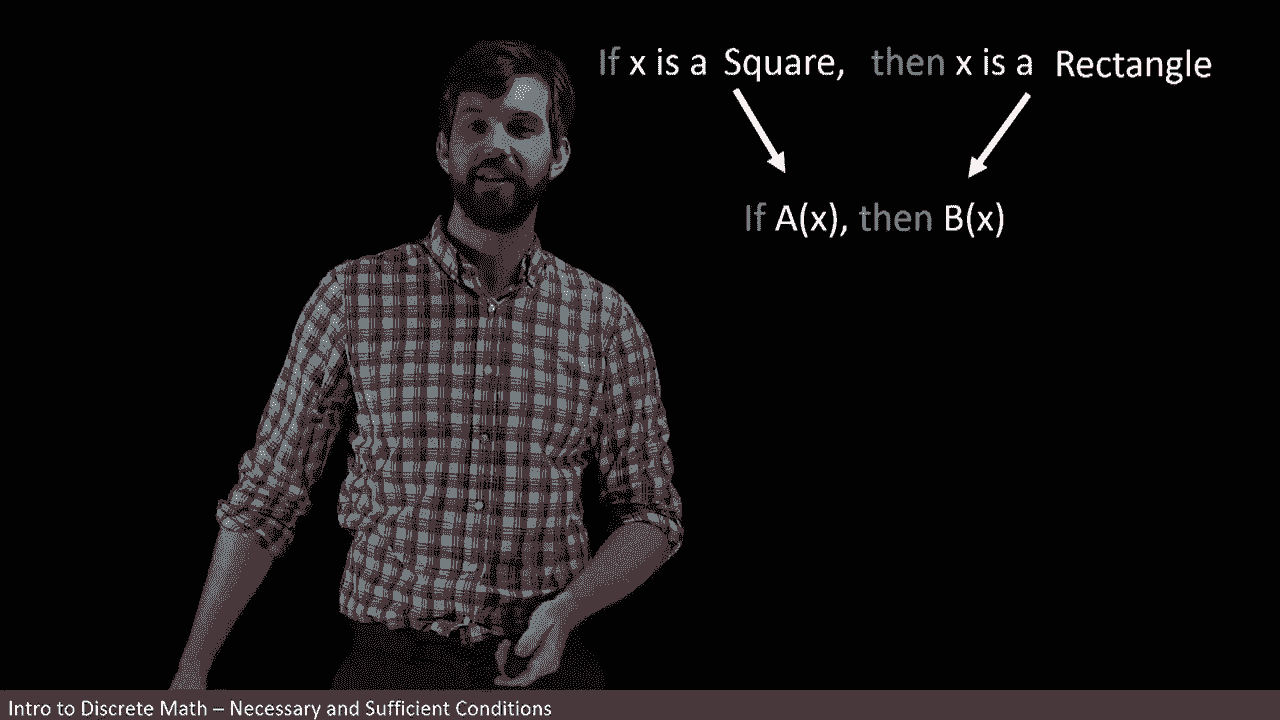 If x is a Square, then x is a Rectangle
If A(x), then B(x)
Intro to Discrete Math – Necessary and Sufficient Conditions